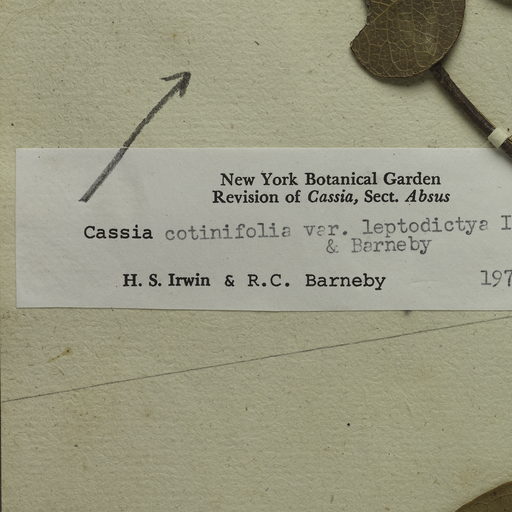 New York Botanical Garden
Revision of Cassia, Sect. Absus
Cassia cotinifolia var. leptodictya I
& Barneby
H. S. Irwin & R.C. Barneby 197